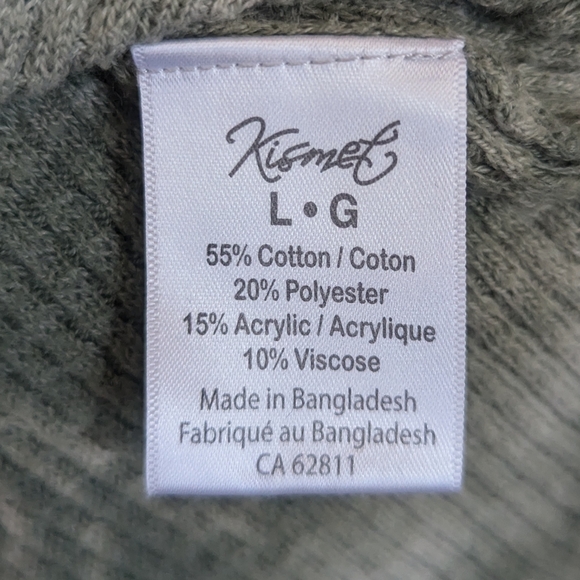 Kismet
L • G
55% Cotton / Coton
20% Polyester
15% Acrylic / Acrylique
10% Viscose
Made in Bangladesh
Fabriqué au Bangladesh
CA 62811